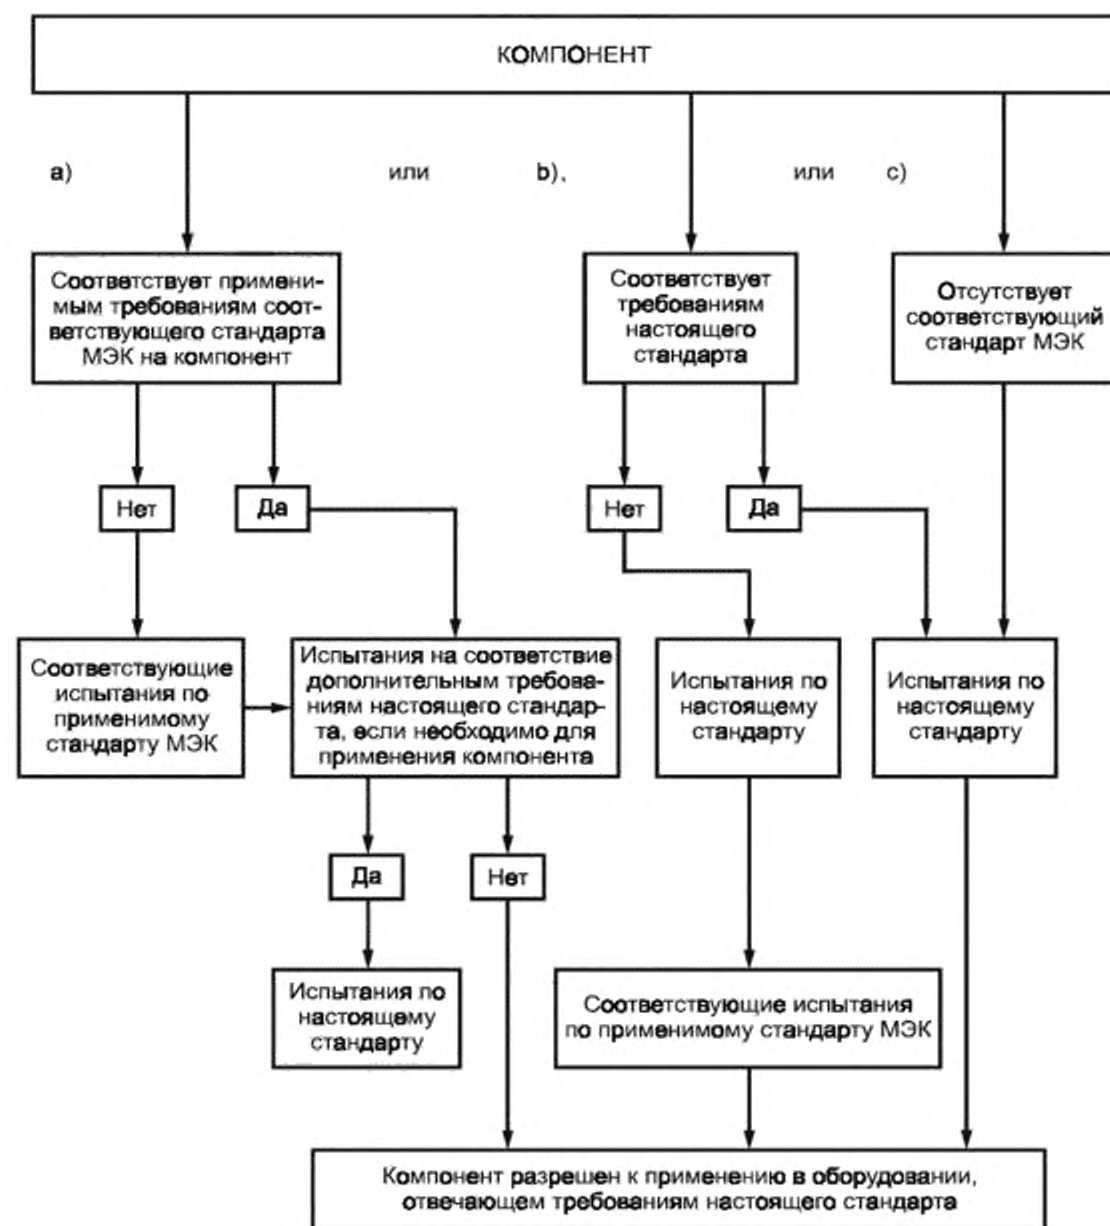 КОМПОНЕНТ
а)
или
b),
или
c)
Соответствует примени-
мым требованиям соот-
ветствующего стандарта
МЭК на компонент
Соответствует
требованиям
настоящего
стандарта
Отсутствует
соответствующий
стандарт МЭК
Нет
Да
Нет
Да
Соответствующие
испытания по
применимому
стандарту МЭК
Испытания на соответствие
дополнительным требова-
ниям настоящего стандар-
та, если необходимо для
применения компонента
Испытания по
настоящему
стандарту
Испытания по
настоящему
стандарту
Да
Нет
Испытания по
настоящему
стандарту
Соответствующие испытания
по применимому стандарту МЭК
Компонент разрешен к применению в оборудовании,
отвечающем требованиям настоящего стандарта